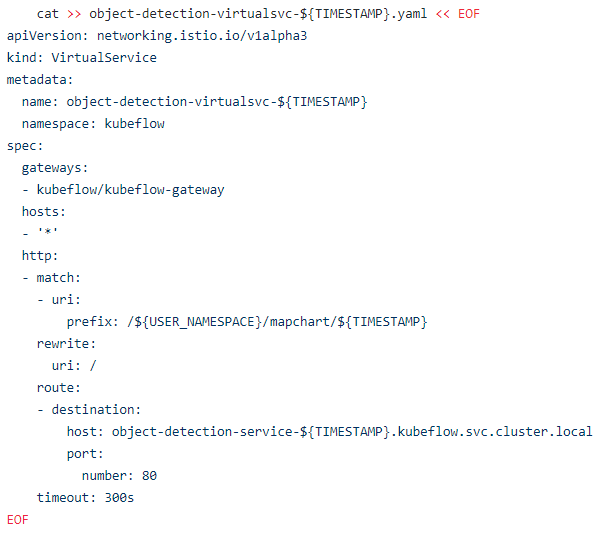 cat >> object-detection-virtualsvc-${TIMESTAMP}.yaml << EOF
apiVersion: networking.istio.io/v1alpha3
kind: VirtualService
metadata:
  name: object-detection-virtualsvc-${TIMESTAMP}
  namespace: kubeflow
spec:
  gateways:
  - kubeflow/kubeflow-gateway
  hosts:
  - '*'
  http:
  - match:
    - uri:
        prefix: /${USER_NAMESPACE}/mapchart/${TIMESTAMP}
    rewrite:
      uri: /
    route:
    - destination:
        host: object-detection-service-${TIMESTAMP}.kubeflow.svc.cluster.local
        port:
          number: 80
    timeout: 300s
EOF